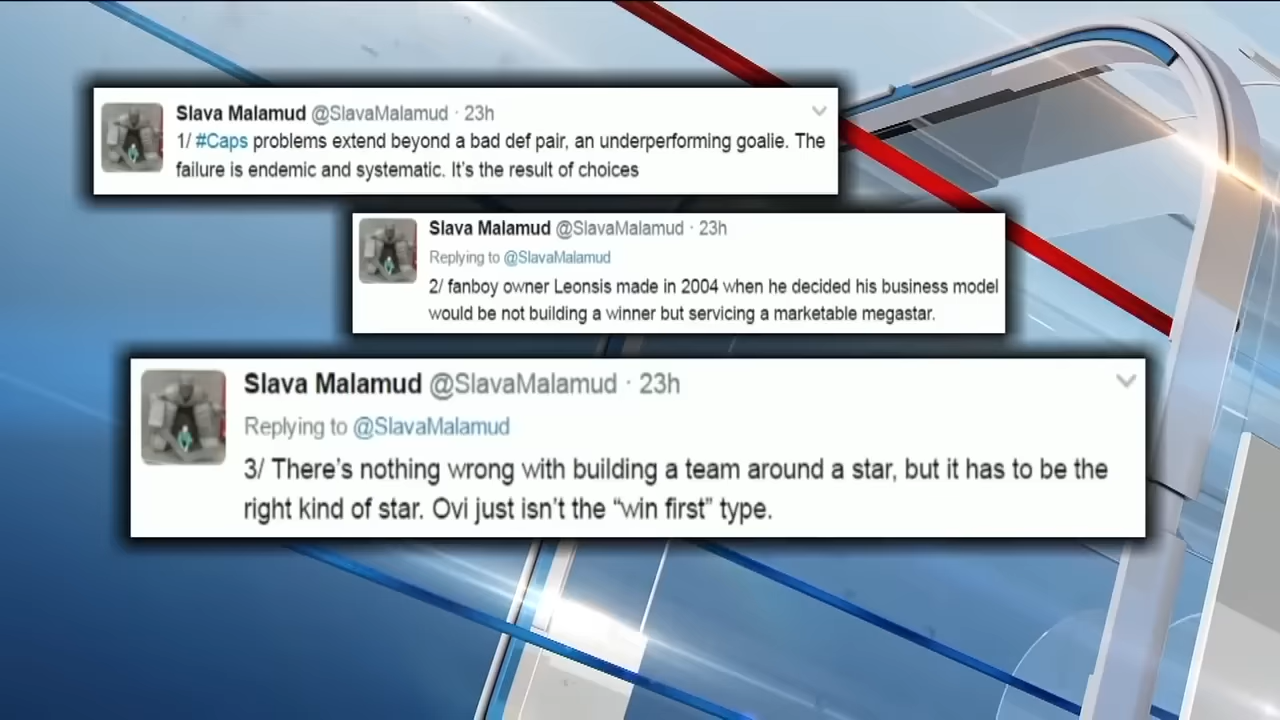 Slava Malamud @SlavaMalamud · 23h
1/ #Caps problems extend beyond a bad def pair, an underperforming goalie. The
failure is endemic and systematic. It's the result of choices
Slava Malamud @SlavaMalamud · 23h
Replying to @SlavaMalamud
2/ fanboy owner Leonsis made in 2004 when he decided his business model
would be not building a winner but servicing a marketable megastar.
Slava Malamud @SlavaMalamud · 23h
Replying to @SlavaMalamud
3/ There's nothing wrong with building a team around a star, but it has to be the
right kind of star. Ovi just isn't the “win first” type.